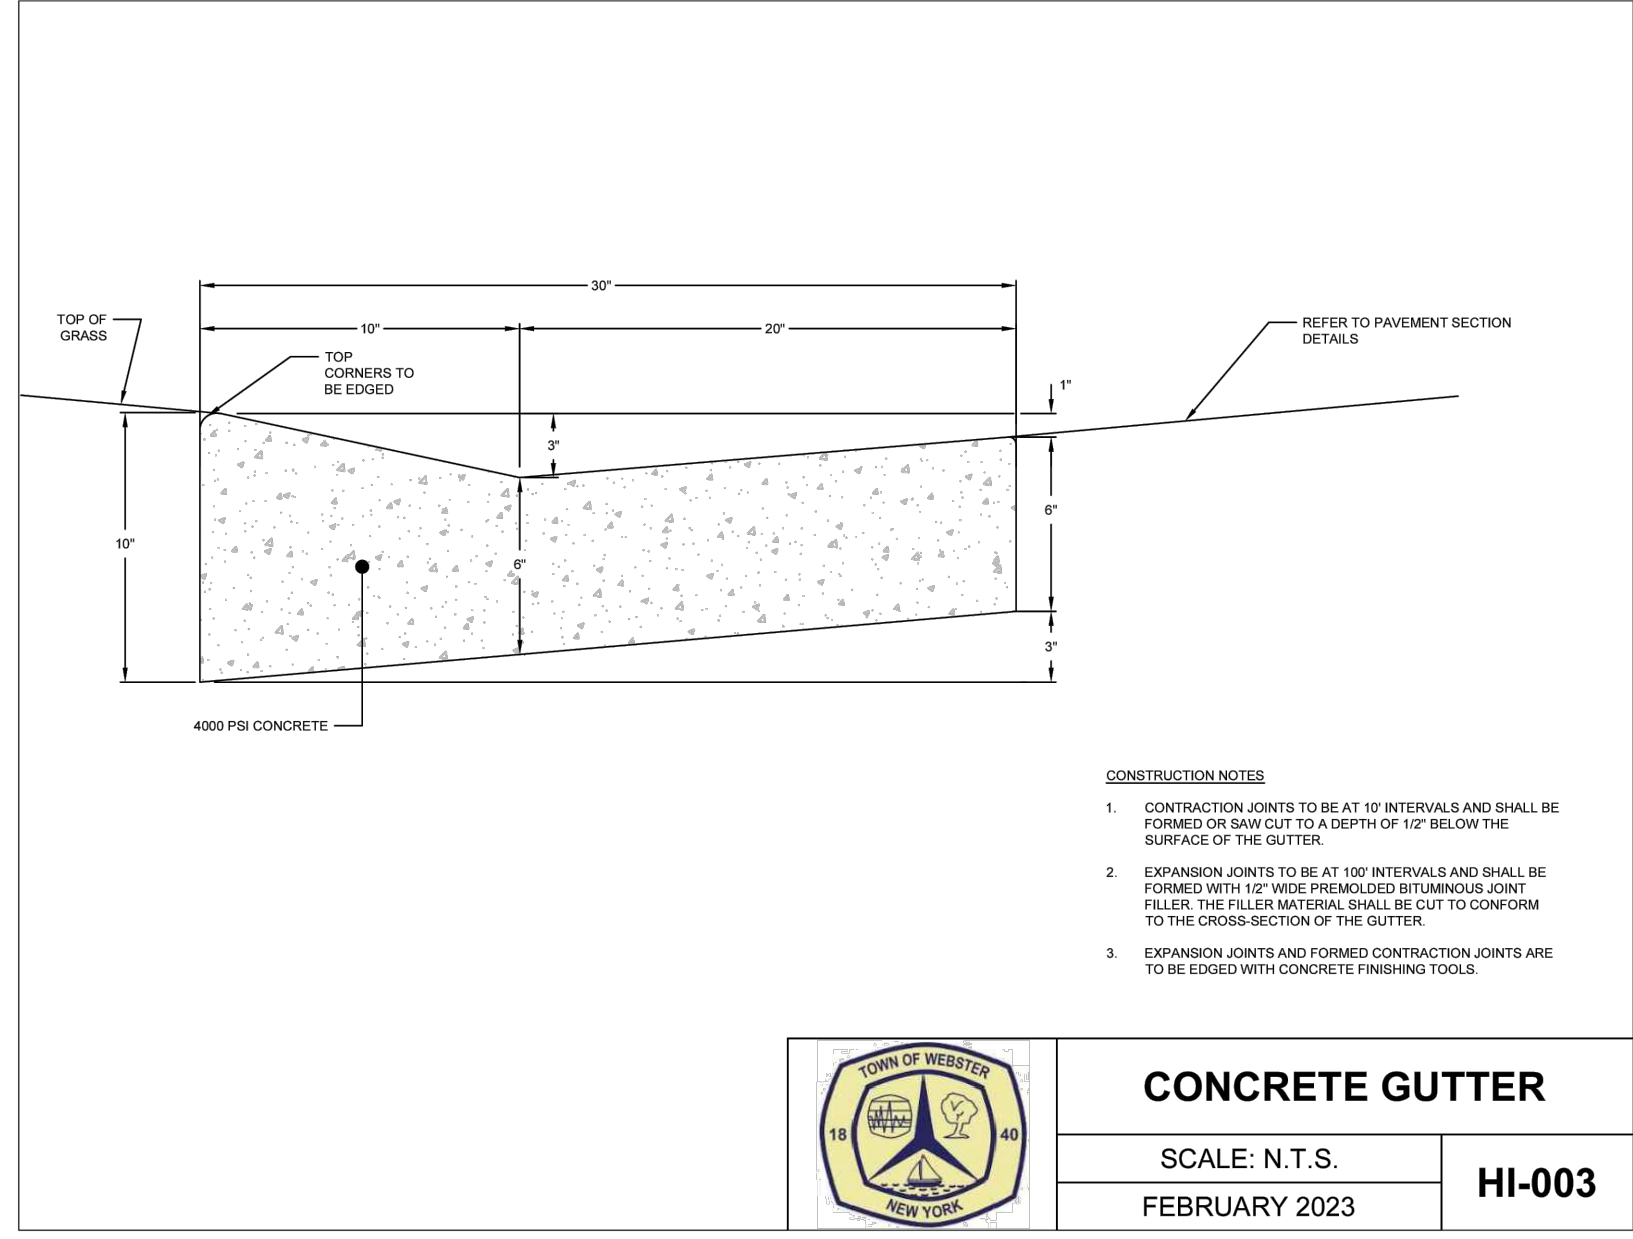 30"
10"
20"
TOP OF
GRASS
REFER TO PAVEMENT SECTION
DETAILS
TOP
CORNERS TO
BE EDGED
1"
3"
6"
10"
6"
3"
4000 PSI CONCRETE
CONSTRUCTION NOTES
1. CONTRACTION JOINTS TO BE AT 10' INTERVALS AND SHALL BE
FORMED OR SAW CUT TO A DEPTH OF 1/2" BELOW THE
SURFACE OF THE GUTTER.
2. EXPANSION JOINTS TO BE AT 100' INTERVALS AND SHALL BE
FORMED WITH 1/2" WIDE PREMOLDED BITUMINOUS JOINT
FILLER. THE FILLER MATERIAL SHALL BE CUT TO CONFORM
TO THE CROSS-SECTION OF THE GUTTER.
3. EXPANSION JOINTS AND FORMED CONTRACTION JOINTS ARE
TO BE EDGED WITH CONCRETE FINISHING TOOLS.
TOWN OF WEBSTER
18 40
NEW YORK
CONCRETE GUTTER
SCALE: N.T.S.
FEBRUARY 2023
HI-003